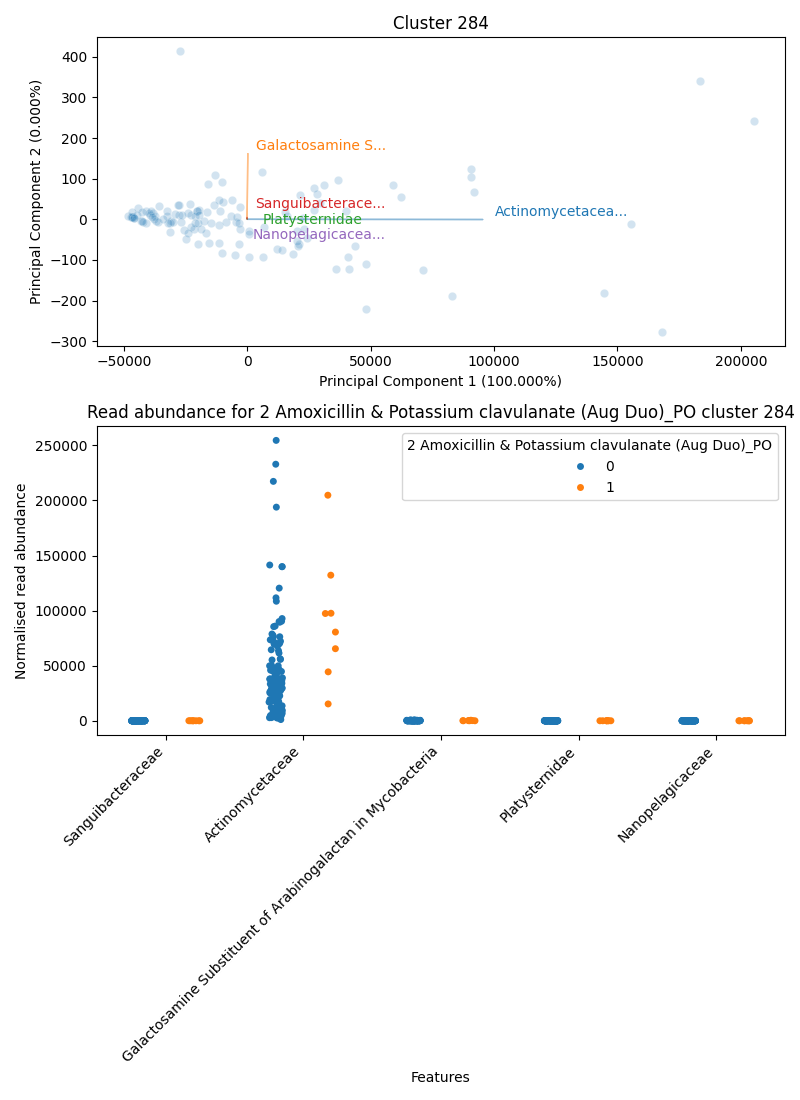 Cluster 284
Principal Component 2 (0.000%)
400
300
200
100
0
−100
−200
−300
Galactosamine S...
Sanguibacterace...
Platysternidae
Nanopelagicacea...
Actinomycetacea...
−50000
0
50000
100000
150000
200000
Principal Component 1 (100.000%)
Read abundance for 2 Amoxicillin & Potassium clavulanate (Aug Duo)_PO cluster 284
Normalised read abundance
250000
200000
150000
100000
50000
0
2 Amoxicillin & Potassium clavulanate (Aug Duo)_PO
0
1
Sanguibacteraceae
Actinomycetaceae
Galactosamine Substituent of Arabinogalactan in Mycobacteria
Platysternidae
Nanopelagicaceae
Features